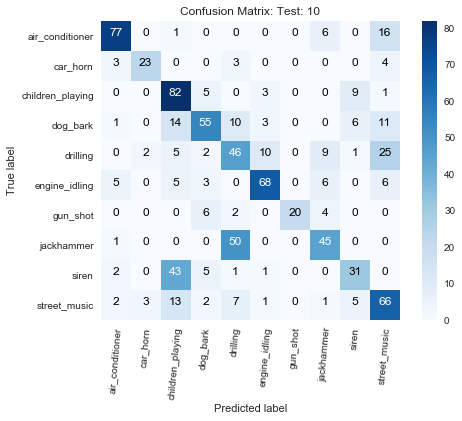 Confusion Matrix: Test: 10
True label
air_conditioner 77 0 1 0 0 0 0 6 0 16
car_horn 3 23 0 0 3 0 0 0 0 4
children_playing 0 0 82 5 0 3 0 0 9 1
dog_bark 1 0 14 55 10 3 0 0 6 11
drilling 0 2 5 2 46 10 0 9 1 25
engine_idling 5 0 5 3 0 68 0 6 0 6
gun_shot 0 0 0 6 2 0 20 4 0 0
jackhammer 1 0 0 0 50 0 0 45 0 0
siren 2 0 43 5 1 1 0 0 31 0
street_music 2 3 13 2 7 1 0 1 5 66
air_conditioner car_horn children_playing dog_bark drilling engine_idling gun_shot jackhammer siren street_music
Predicted label
80
70
60
50
40
30
20
10
0